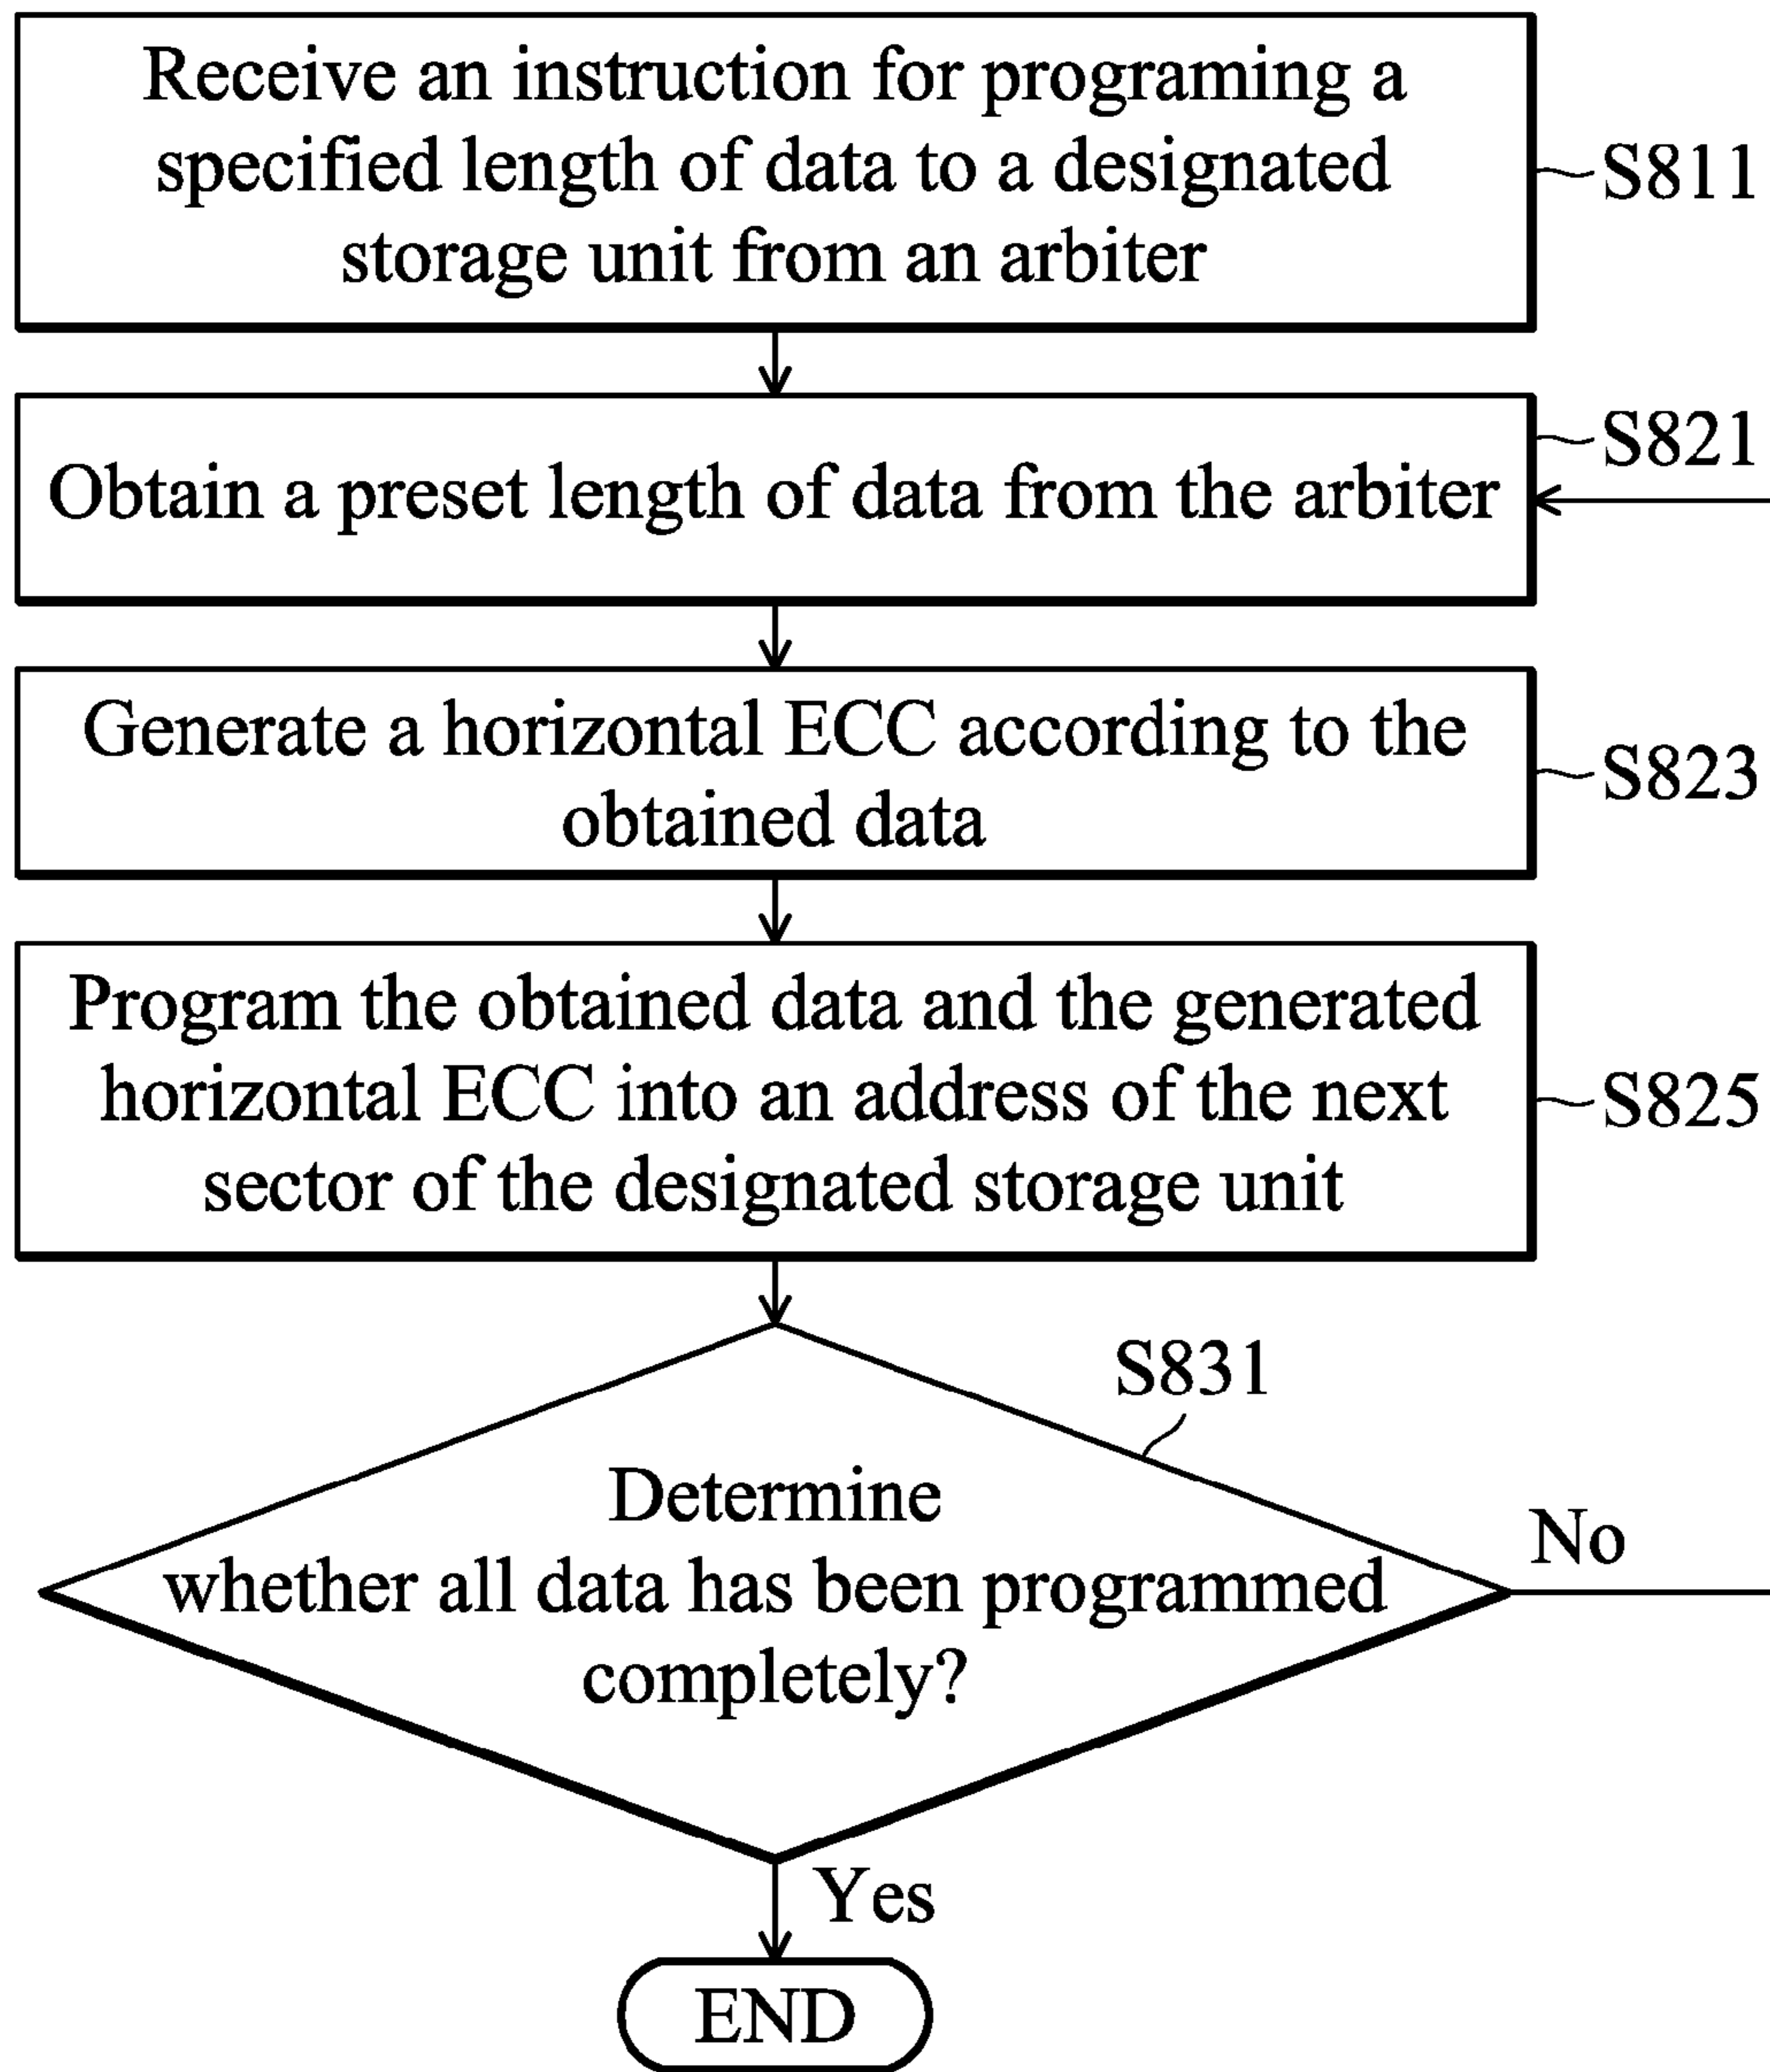 Receive an instruction for programing a
specified length of data to a designated
storage unit from an arbiter
S811
S821
Obtain a preset length of data from the arbiter
Generate a horizontal ECC according to the
obtained data
S823
Program the obtained data and the generated
horizontal ECC into an address of the next
sector of the designated storage unit
S825
S831
Determine
whether all data has been programmed
completely?
No
Yes
END